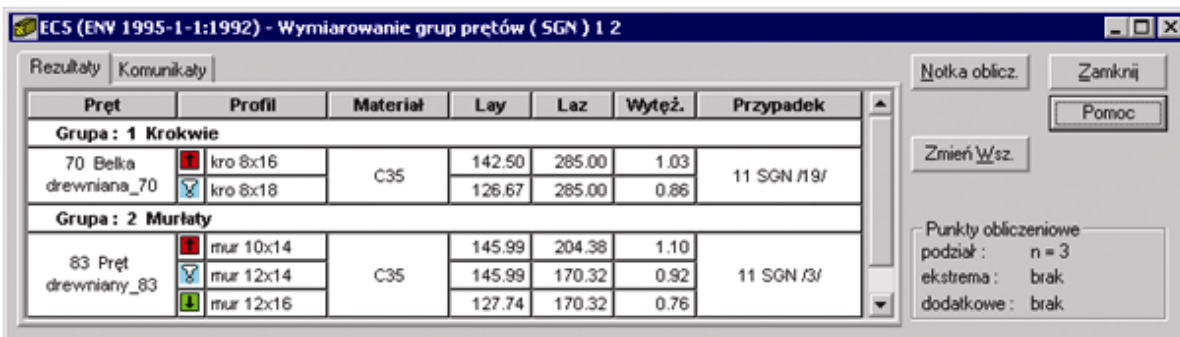 EC5 (ENV 1995-1-1:1992) - Wymiarowanie grup prętów ( SGN ) 1 2
Rezultaty Komunikaty
Pręt Profil Materiał Lay Laz Wytęż. Przypadek
Grupa : 1 Krokwie
70 Belka drewniana_70 kro 8x16 C35 142.50 285.00 1.03 11 SGN /19/
kro 8x18 126.67 285.00 0.86
Grupa : 2 Murłaty
83 Pręt drewniany_83 mur 10x14 C35 145.99 204.38 1.10 11 SGN /3/
mur 12x14 145.99 170.32 0.92
mur 12x16 127.74 170.32 0.76
Notka oblicz. Zamknij
Pomoc
Zmień Wsz.
Punkty obliczeniowe
podział : n = 3
ekstrema : brak
dodatkowe : brak